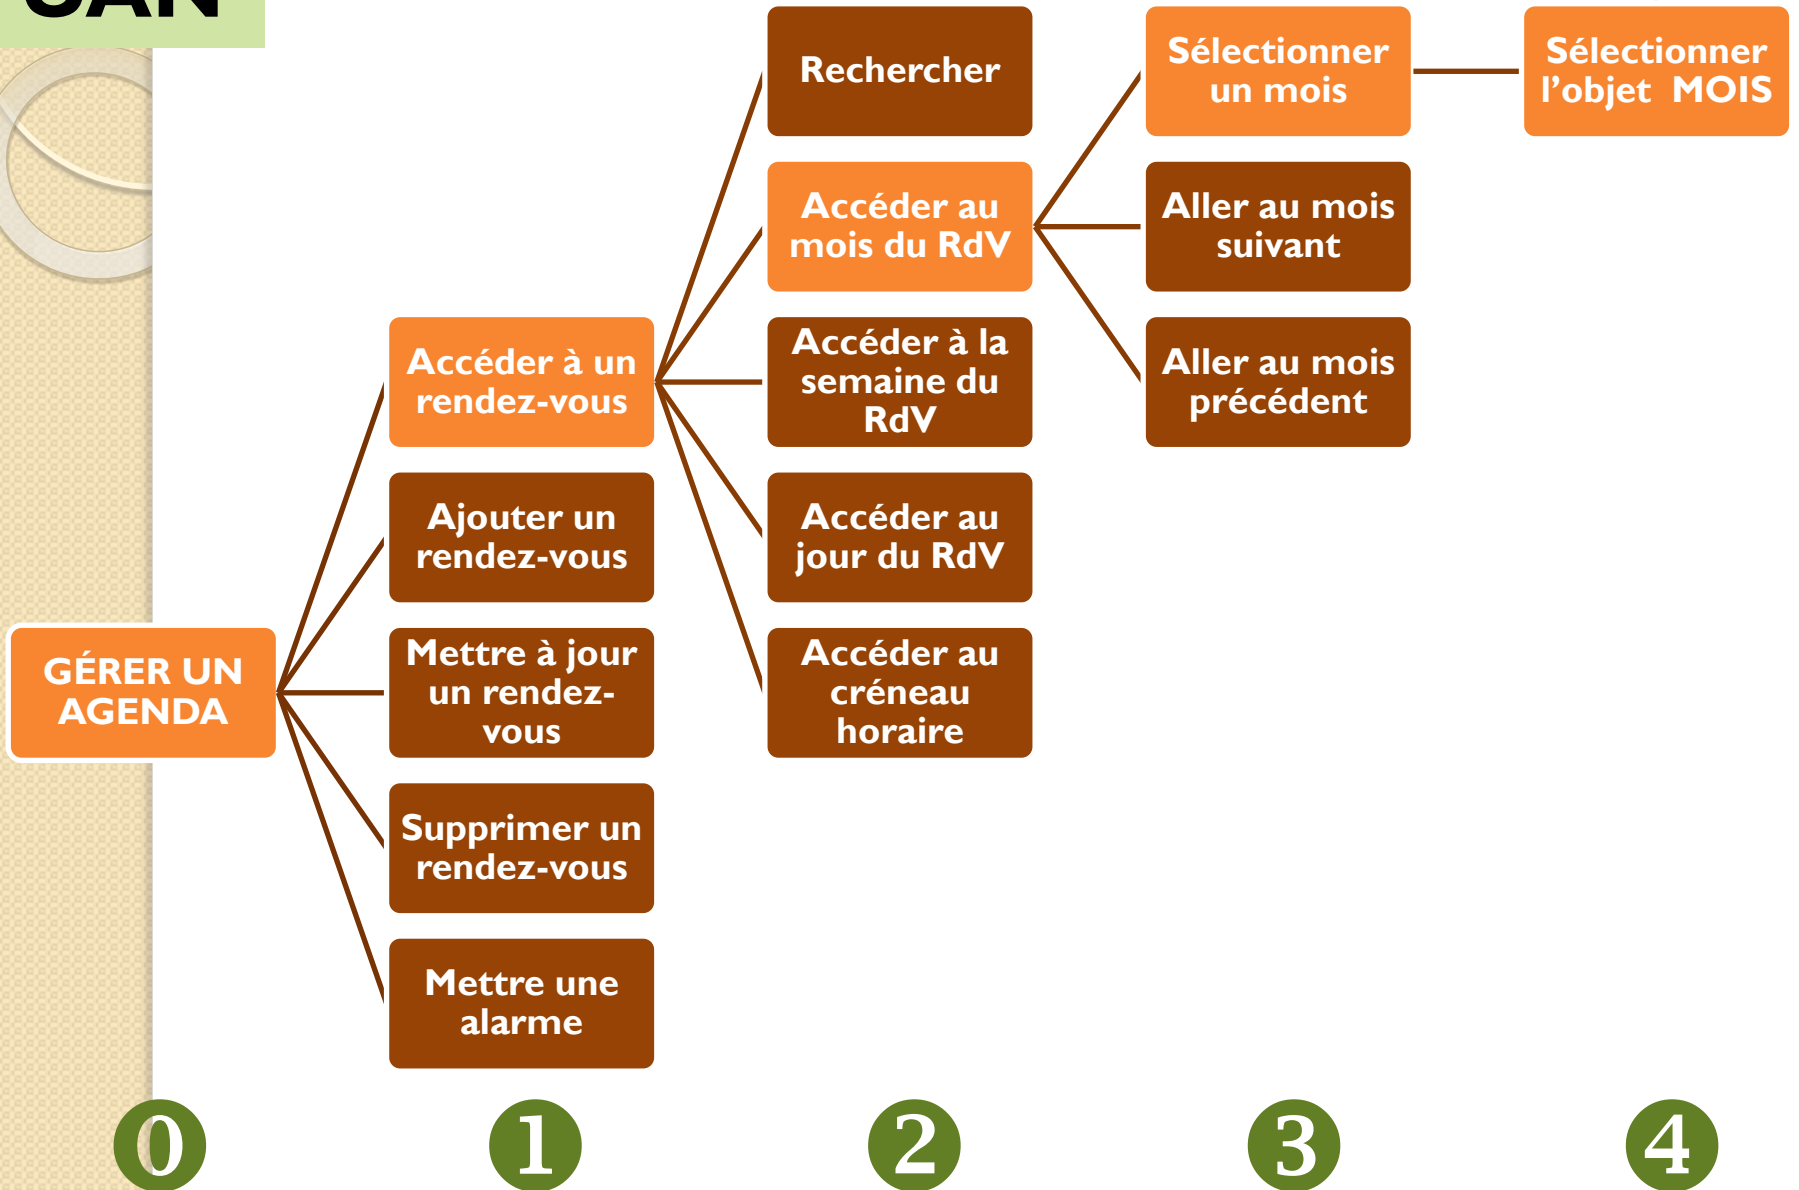 UAN
Rechercher
Sélectionner
un mois
Sélectionner
l’objet MOIS
Accéder au
mois du RdV
Aller au mois
suivant
Accéder à un
rendez-vous
Accéder à la
semaine du
RdV
Aller au mois
précédent
Ajouter un
rendez-vous
Accéder au
jour du RdV
GÉRER UN
AGENDA
Mettre à jour
un rendez-
vous
Accéder au
créneau
horaire
Supprimer un
rendez-vous
Mettre une
alarme
0 1 2 3 4